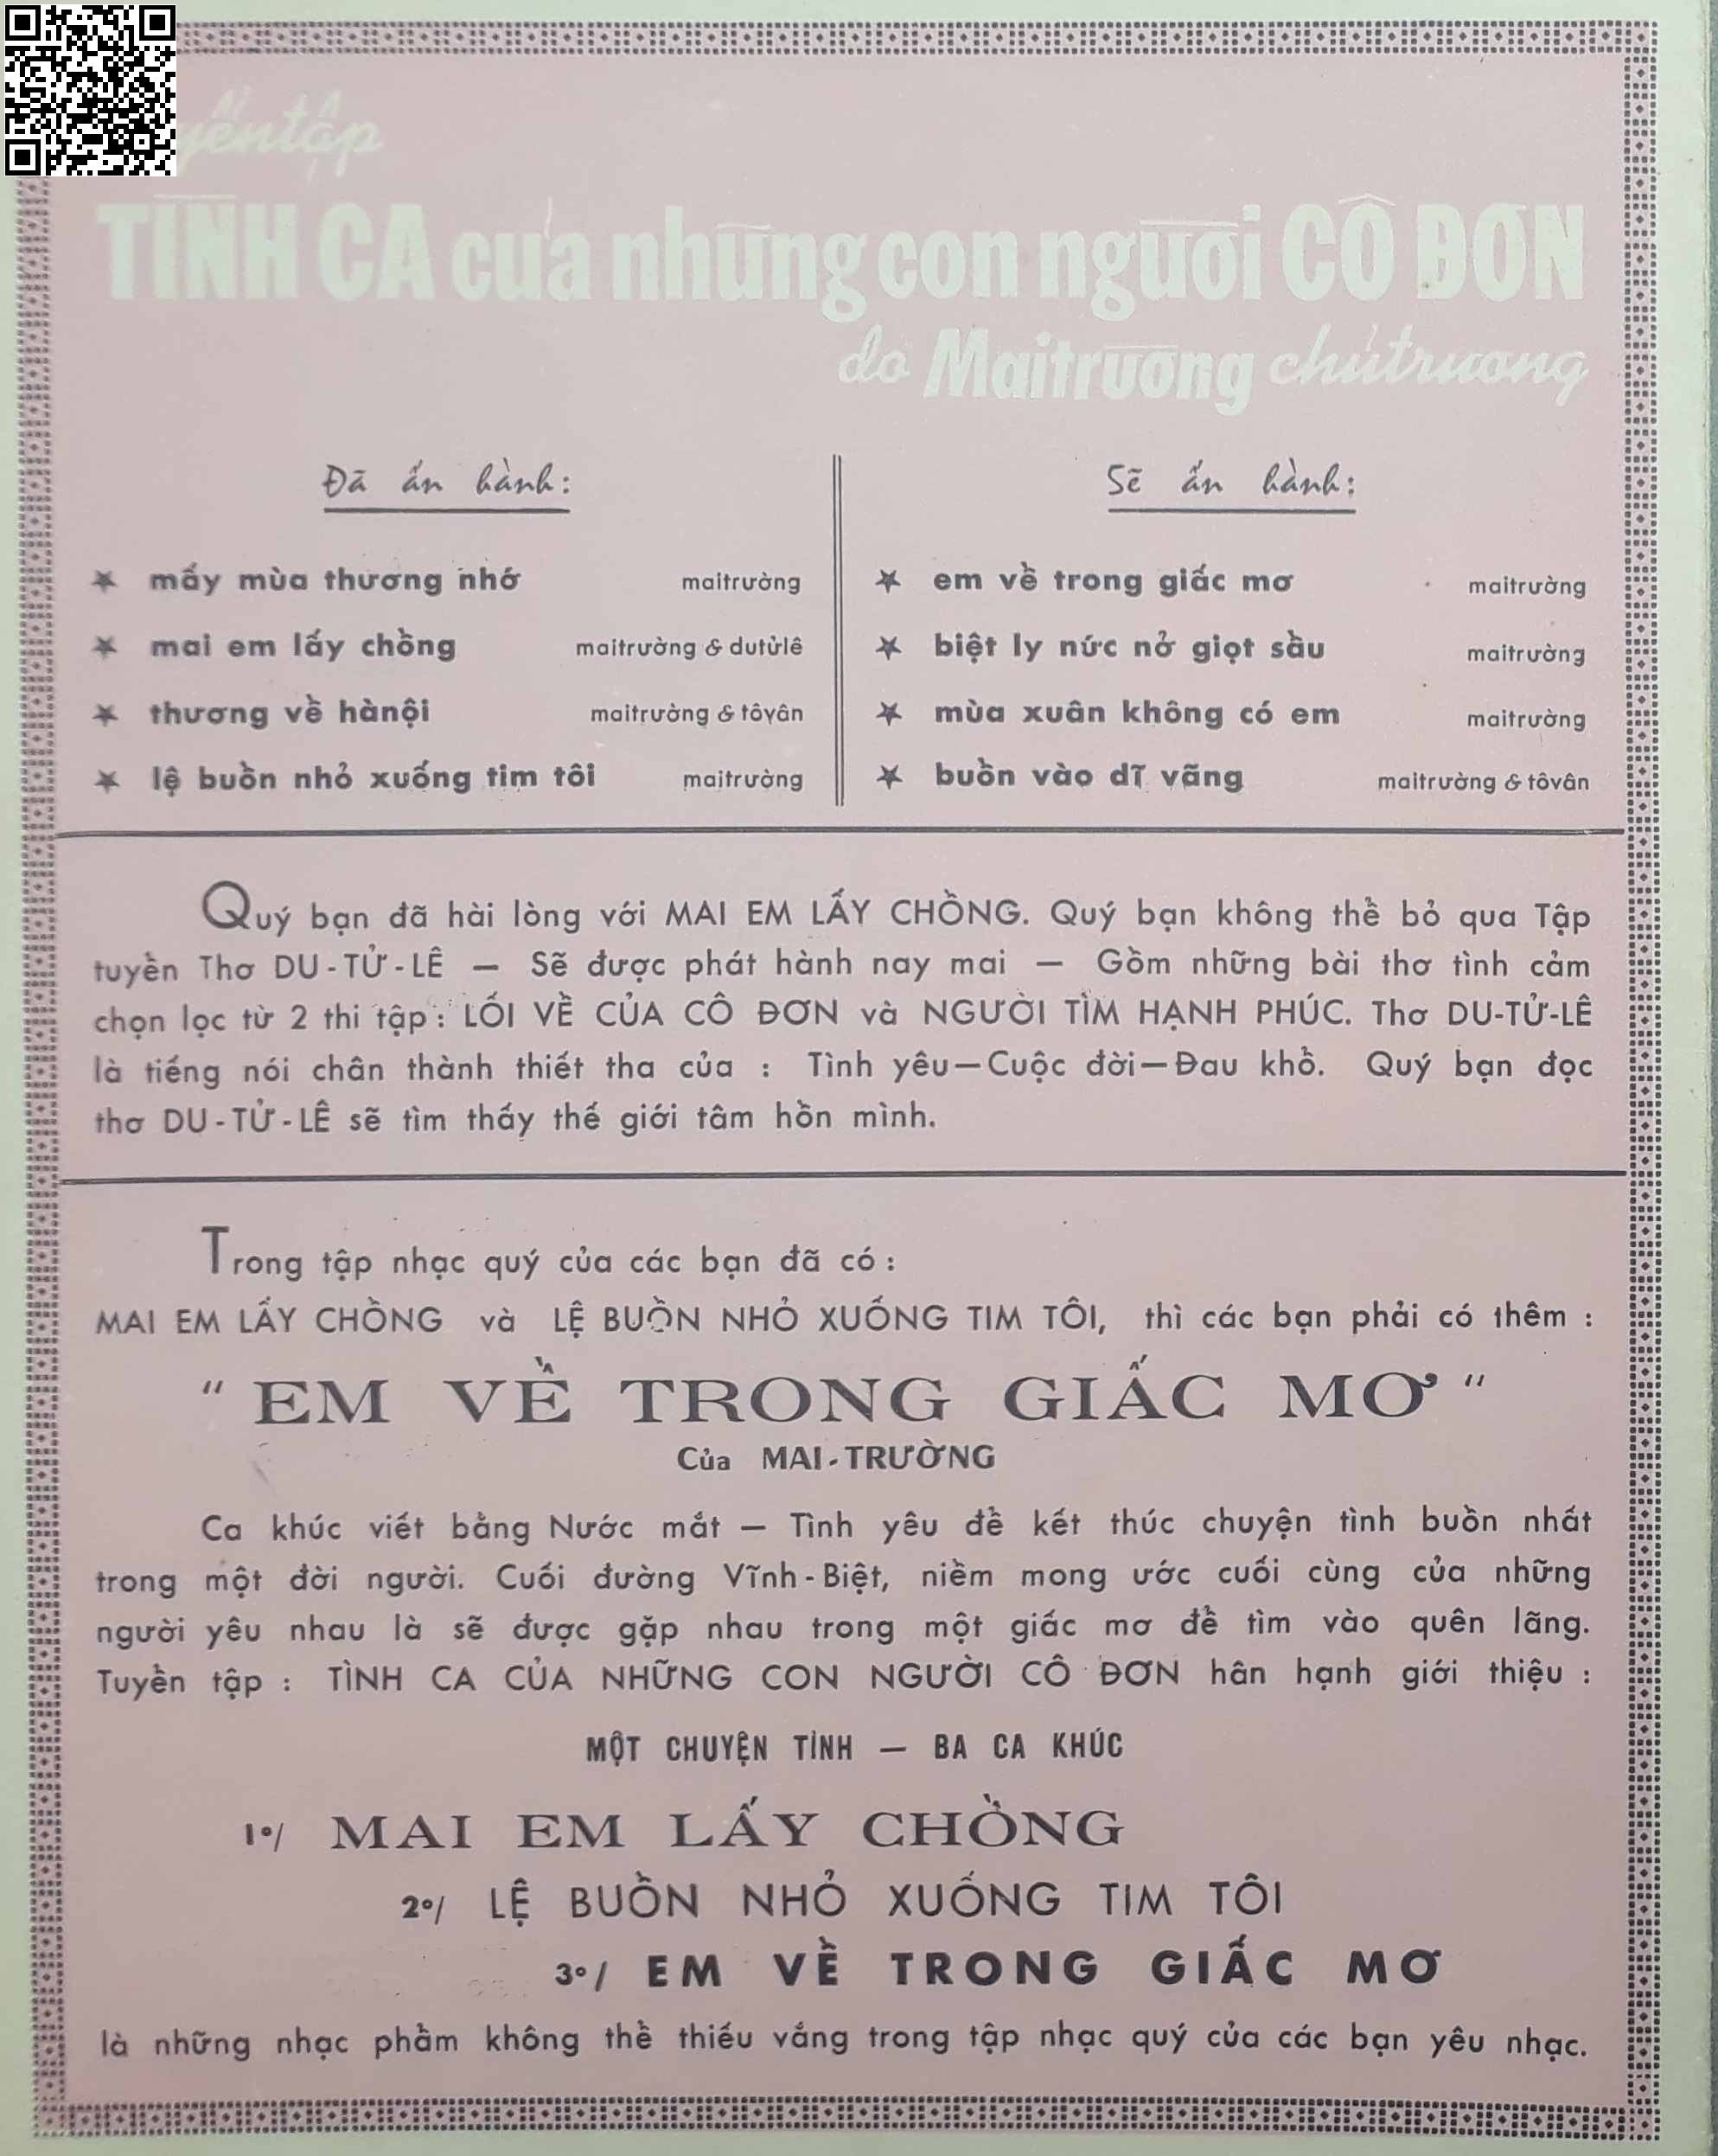 TÌNH CA của những con người CÔ ĐƠN
do Maitrường chủtrương
Đã ấn hành:
★ mấy mùa thương nhớ maitrường
★ mai em lấy chồng maitrường & dutửlê
★ thương về hànội maitrường & tôvân
★ lệ buồn nhỏ xuống tim tôi maitrường
Sẽ ấn hành:
★ em về trong giấc mơ maitrường
★ biệt ly nức nở giọt sầu maitrường
★ mùa xuân không có em maitrường
★ buồn vào dĩ vãng maitrường & tôvân
Quý bạn đã hài lòng với MAI EM LẤY CHỒNG. Quý bạn không thể bỏ qua Tập
tuyển Thơ DU-TỬ-LÊ — Sẽ được phát hành nay mai — Gồm những bài thơ tình cảm
chọn lọc từ 2 thi tập : LỐI VỀ CỦA CÔ ĐƠN và NGƯỜI TÌM HẠNH PHÚC. Thơ DU-TỬ-LÊ
là tiếng nói chân thành thiết tha của : Tình yêu—Cuộc đời—Đau khổ. Quý bạn đọc
thơ DU-TỬ-LÊ sẽ tìm thấy thế giới tâm hồn mình.
Trong tập nhạc quý của các bạn đã có :
MAI EM LẤY CHỒNG và LỆ BUỒN NHỎ XUỐNG TIM TÔI, thì các bạn phải có thêm :
" EM VỀ TRONG GIẤC MƠ "
Của MAI-TRƯỜNG
Ca khúc viết bằng Nước mắt — Tình yêu để kết thúc chuyện tình buồn nhất
trong một đời người. Cuối đường Vĩnh-Biệt, niềm mong ước cuối cùng của những
người yêu nhau là sẽ được gặp nhau trong một giấc mơ để tìm vào quên lãng.
Tuyển tập : TÌNH CA CỦA NHỮNG CON NGƯỜI CÔ ĐƠN hân hạnh giới thiệu :
MỘT CHUYỆN TÌNH — BA CA KHÚC
1º/ MAI EM LẤY CHỒNG
2º/ LỆ BUỒN NHỎ XUỐNG TIM TÔI
3º/ EM VỀ TRONG GIẤC MƠ
là những nhạc phẩm không thể thiếu vắng trong tập nhạc quý của các bạn yêu nhạc.